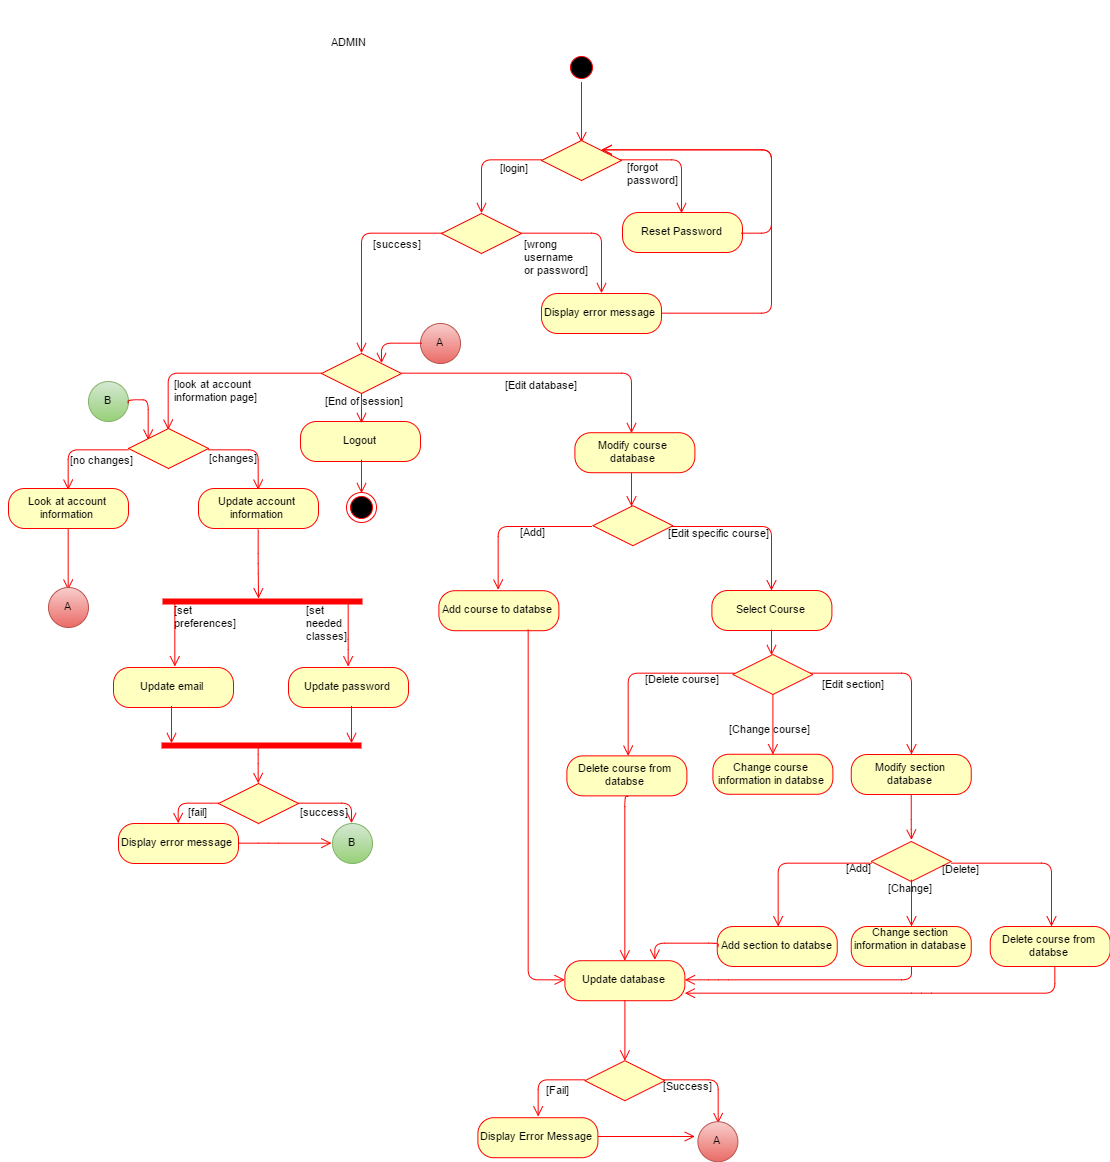 ADMIN
[login]
[forgot
password]
Reset Password
[success]
[wrong
username
or password]
Display error message
A
[look at account
information page]
[End of session]
[Edit database]
B
Logout
Modify course
database
[no changes]
[changes]
Look at account
information
Update account
information
[Add]
[Edit specific course]
A
[set
preferences]
[set
needed
classes]
Add course to databse
Select Course
Update email
Update password
[Delete course]
[Edit section]
[Change course]
Delete course from
databse
Change course
information in databse
Modify section
database
[fail]
[success]
Display error message
B
[Add]
[Change]
[Delete]
Add section to databse
Change section
information in database
Delete course from
databse
Update database
[Fail]
[Success]
Display Error Message
A